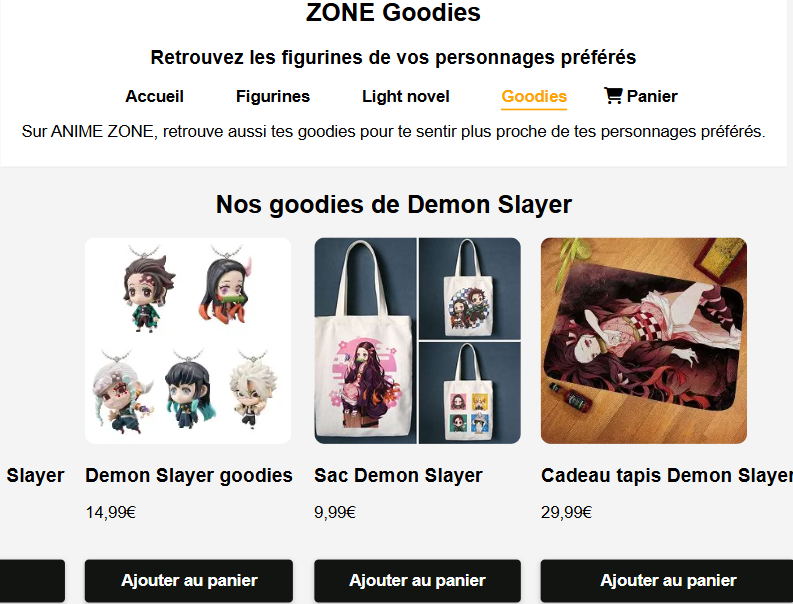 ZONE Goodies
Retrouvez les figurines de vos personnages préférés
Accueil Figurines Light novel Goodies Panier
Sur ANIME ZONE, retrouve aussi tes goodies pour te sentir plus proche de tes personnages préférés.
Nos goodies de Demon Slayer
Slayer
Demon Slayer goodies
14,99€
Ajouter au panier
Sac Demon Slayer
9,99€
Ajouter au panier
Cadeau tapis Demon Slayer
29,99€
Ajouter au panier